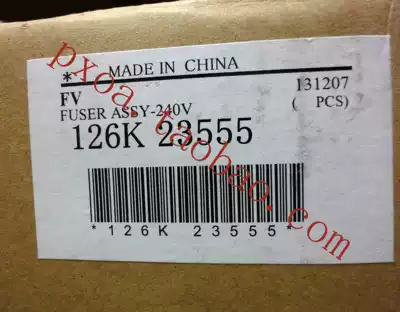 * MADE IN CHINA
FV 131207
FUSER ASSY-240V ( PCS)
126K 23555
*126K 23555*
pxoa.taobao.com